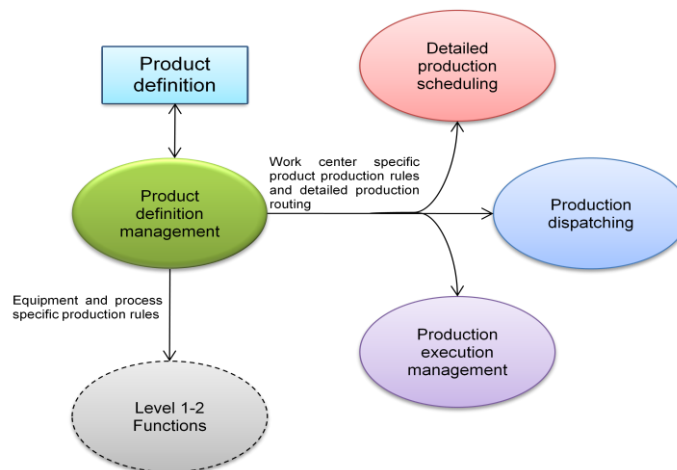 Product
definition
Detailed
production
scheduling
Work center specific
product production rules
and detailed production
routing
Product
definition
management
Production
dispatching
Equipment and process
specific production rules
Production
execution
management
Level 1-2
Functions